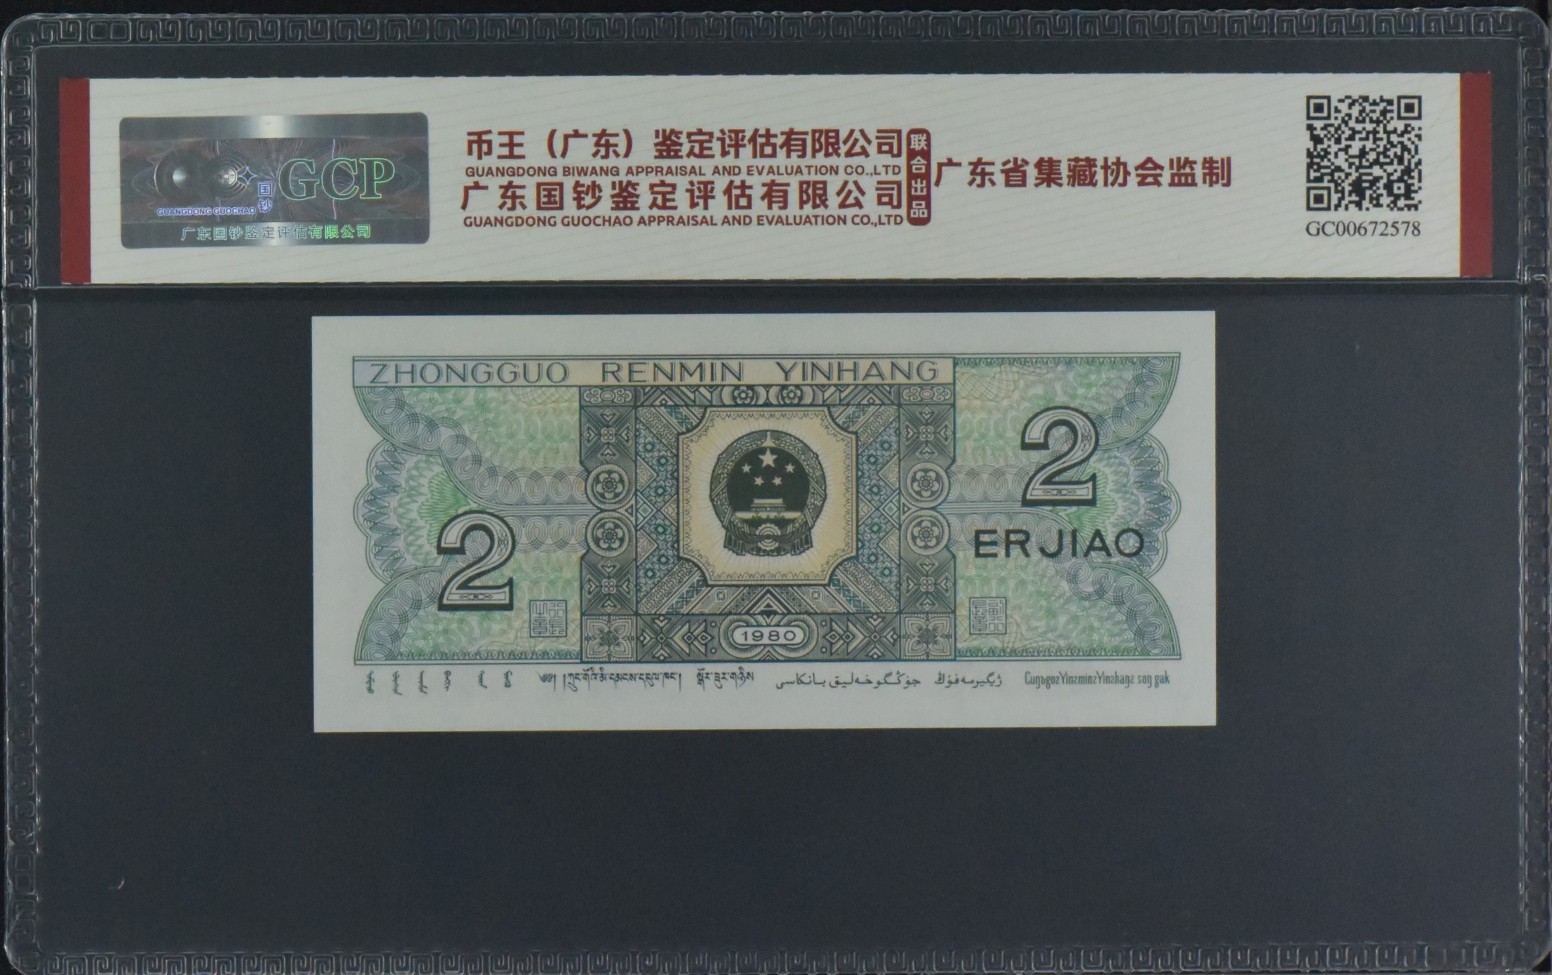 GCP
国钞
GUANGDONG GUOCHAO
广东国钞鉴定评估有限公司
币王（广东）鉴定评估有限公司
GUANGDONG BIWANG APPRAISAL AND EVALUATION CO.,LTD
广东国钞鉴定评估有限公司
GUANGDONG GUOCHAO APPRAISAL AND EVALUATION CO.,LTD
联合出品
广东省集藏协会监制
GC00672578
ZHONGGUO RENMIN YINHANG
2
2
ERJIAO
1980
جۇڭگو خەلىق بانكىسى